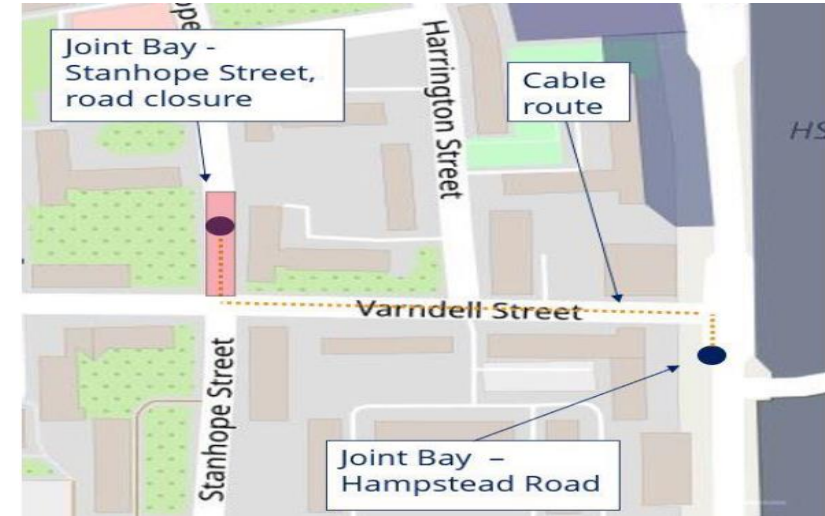 pe
Joint Bay -
Stanhope Street,
road closure
Harrington Street
Cable
route
HS
Varndell Street
Stanhope Street
Joint Bay –
Hampstead Road